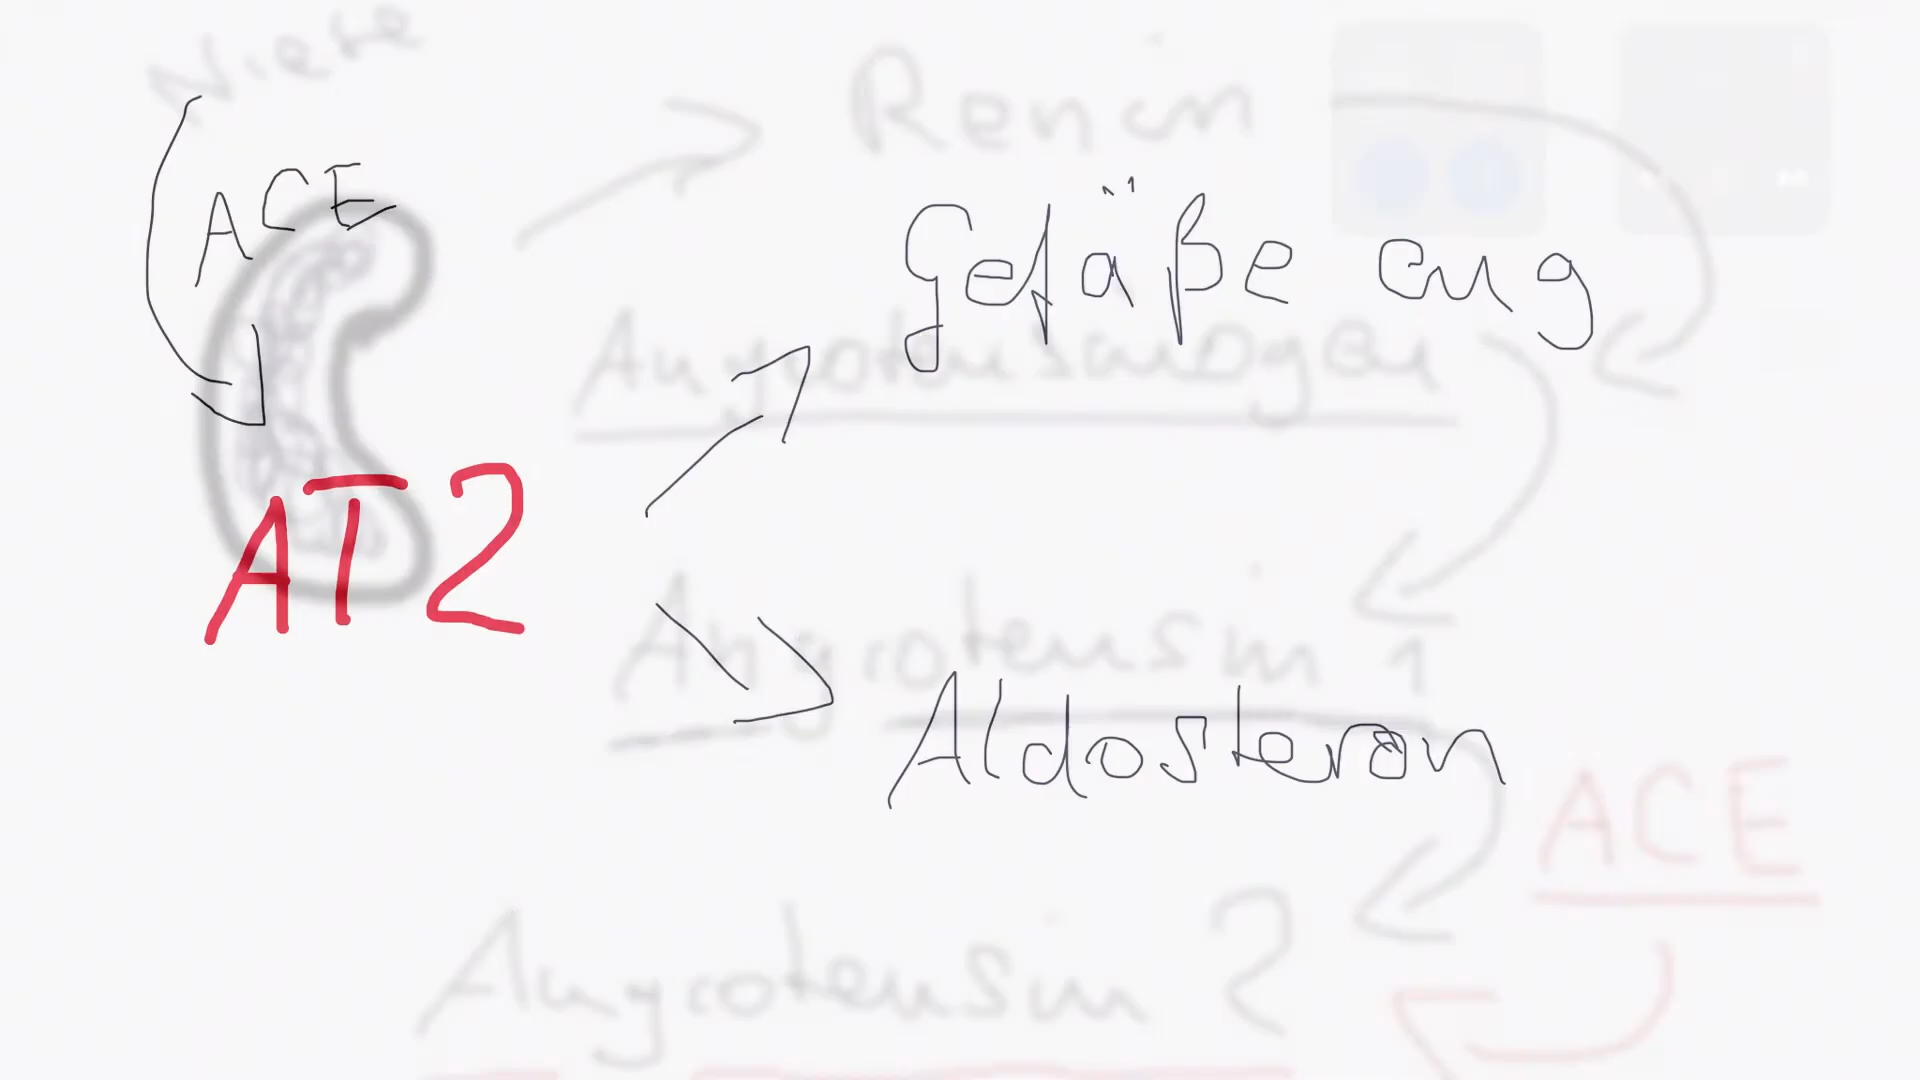 Niere
Renin
ACE
Gefäße eng
Angiotensinogen
AT2
Angiotensin 1
Aldosteron
ACE
Angiotensin 2